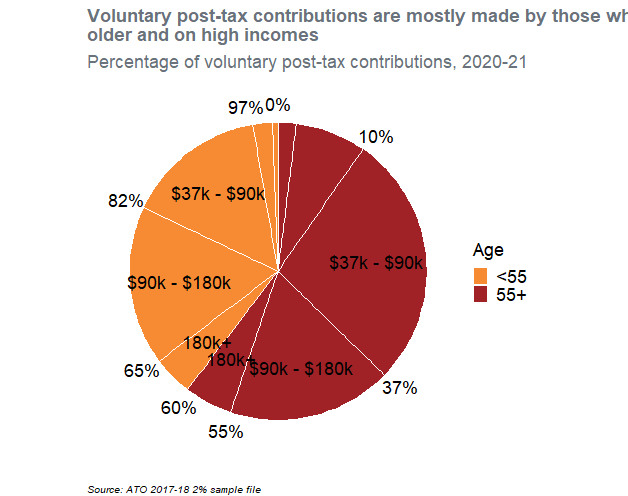 Voluntary post-tax contributions are mostly made by those wh
older and on high incomes
Percentage of voluntary post-tax contributions, 2020-21
97%
0%
10%
$37k - $90k
82%
$37k - $90k
Age
<55
55+
$90k - $180k
180k+
180k+
$90k - $180k
65%
37%
60%
55%
Source: ATO 2017-18 2% sample file